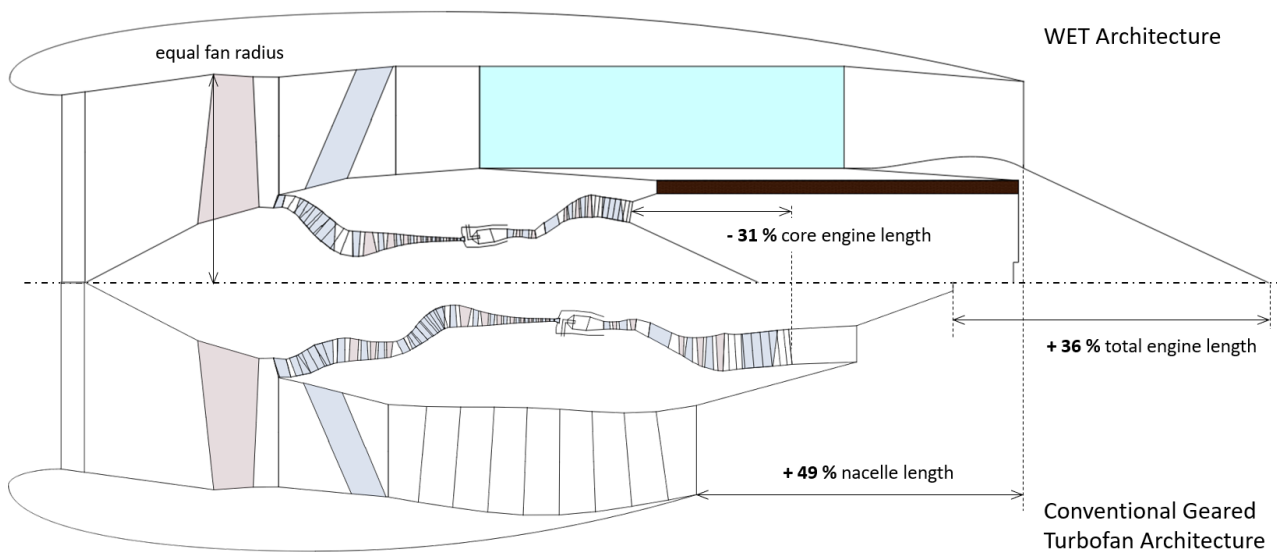 WET Architecture
equal fan radius
- 31 % core engine length
+ 36 % total engine length
+ 49 % nacelle length
Conventional Geared
Turbofan Architecture